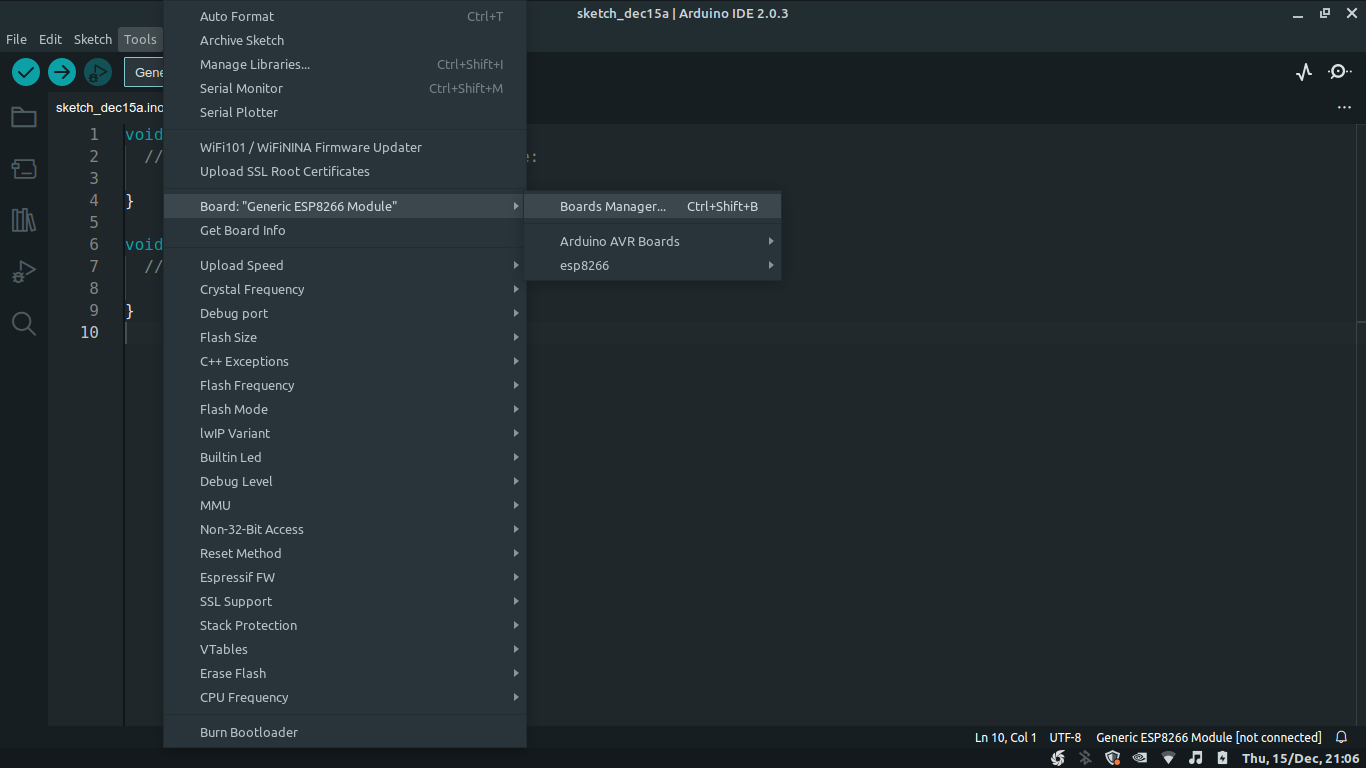 sketch_dec15a | Arduino IDE 2.0.3
File Edit Sketch Tools
Auto Format Ctrl+T
Archive Sketch
Manage Libraries... Ctrl+Shift+I
Serial Monitor Ctrl+Shift+M
Serial Plotter
WiFi101 / WiFiNINA Firmware Updater
Upload SSL Root Certificates
Board: "Generic ESP8266 Module"
Get Board Info
Upload Speed
Crystal Frequency
Debug port
Flash Size
C++ Exceptions
Flash Frequency
Flash Mode
lwIP Variant
Builtin Led
Debug Level
MMU
Non-32-Bit Access
Reset Method
Espressif FW
SSL Support
Stack Protection
VTables
Erase Flash
CPU Frequency
Burn Bootloader
Boards Manager... Ctrl+Shift+B
Arduino AVR Boards
esp8266
Gene
sketch_dec15a.ino
...
1 void
2 // :
3
4 }
5
6 void
7 //
8
9 }
10
Ln 10, Col 1 UTF-8 Generic ESP8266 Module [not connected]
Thu, 15/Dec, 21:06